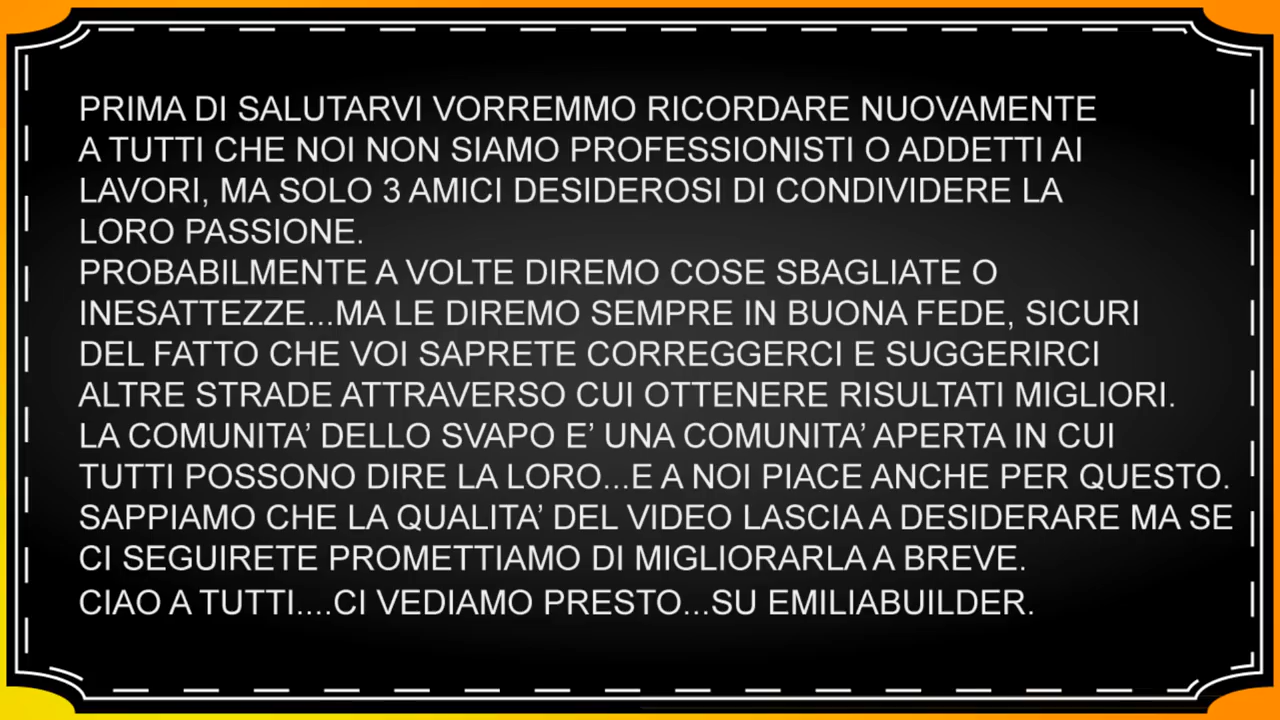 PRIMA DI SALUTARVI VORREMMO RICORDARE NUOVAMENTE
A TUTTI CHE NOI NON SIAMO PROFESSIONISTI O ADDETTI AI
LAVORI, MA SOLO 3 AMICI DESIDEROSI DI CONDIVIDERE LA
LORO PASSIONE.
PROBABILMENTE A VOLTE DIREMO COSE SBAGLIATE O
INESATTEZZE...MA LE DIREMO SEMPRE IN BUONA FEDE, SICURI
DEL FATTO CHE VOI SAPRETE CORREGGERCI E SUGGERIRCI
ALTRE STRADE ATTRAVERSO CUI OTTENERE RISULTATI MIGLIORI.
LA COMUNITA’ DELLO SVAPO E’ UNA COMUNITA’ APERTA IN CUI
TUTTI POSSONO DIRE LA LORO...E A NOI PIACE ANCHE PER QUESTO.
SAPPIAMO CHE LA QUALITA’ DEL VIDEO LASCIA A DESIDERARE MA SE
CI SEGUIRETE PROMETTIAMO DI MIGLIORARLA A BREVE.
CIAO A TUTTI....CI VEDIAMO PRESTO...SU EMILIABUILDER.